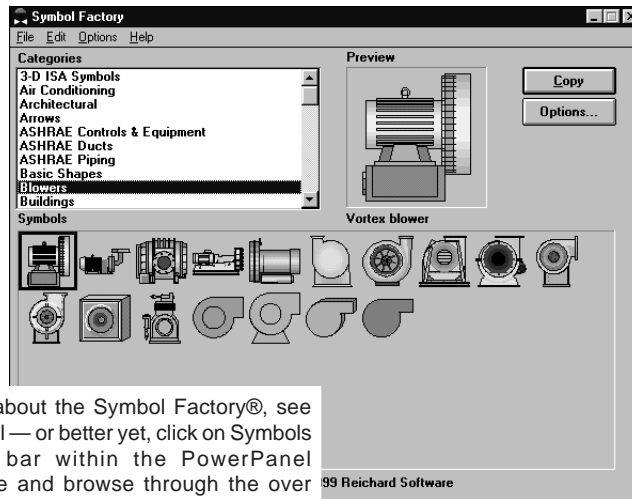 Symbol Factory
File Edit Options Help
Categories
Preview
3-D ISA Symbols
Air Conditioning
Architectural
Arrows
ASHRAE Controls & Equipment
ASHRAE Ducts
ASHRAE Piping
Basic Shapes
Blowers
Buildings
Copy
Options...
Symbols
Vortex blower
about the Symbol Factory®, see
l — or better yet, click on Symbols
bar within the PowerPanel
e and browse through the over
99 Reichard Software